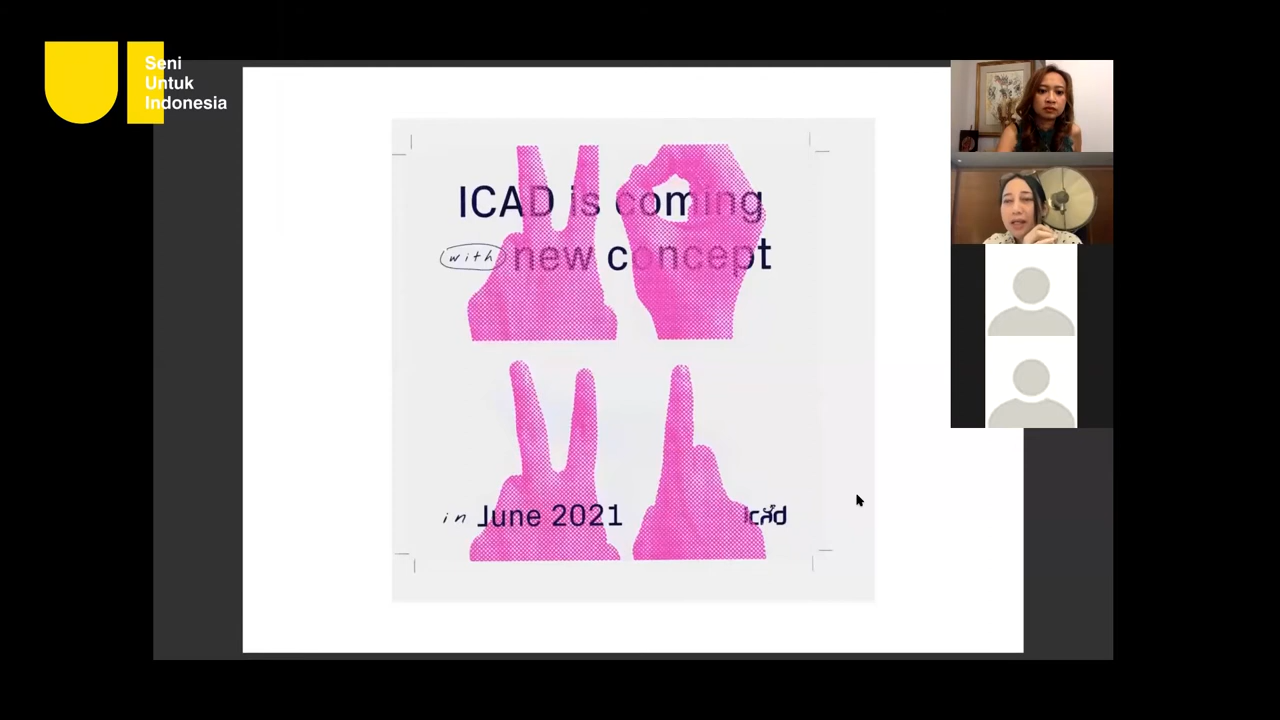 Seni
Untuk
Indonesia
ICAD is coming
with new concept
in June 2021
icad